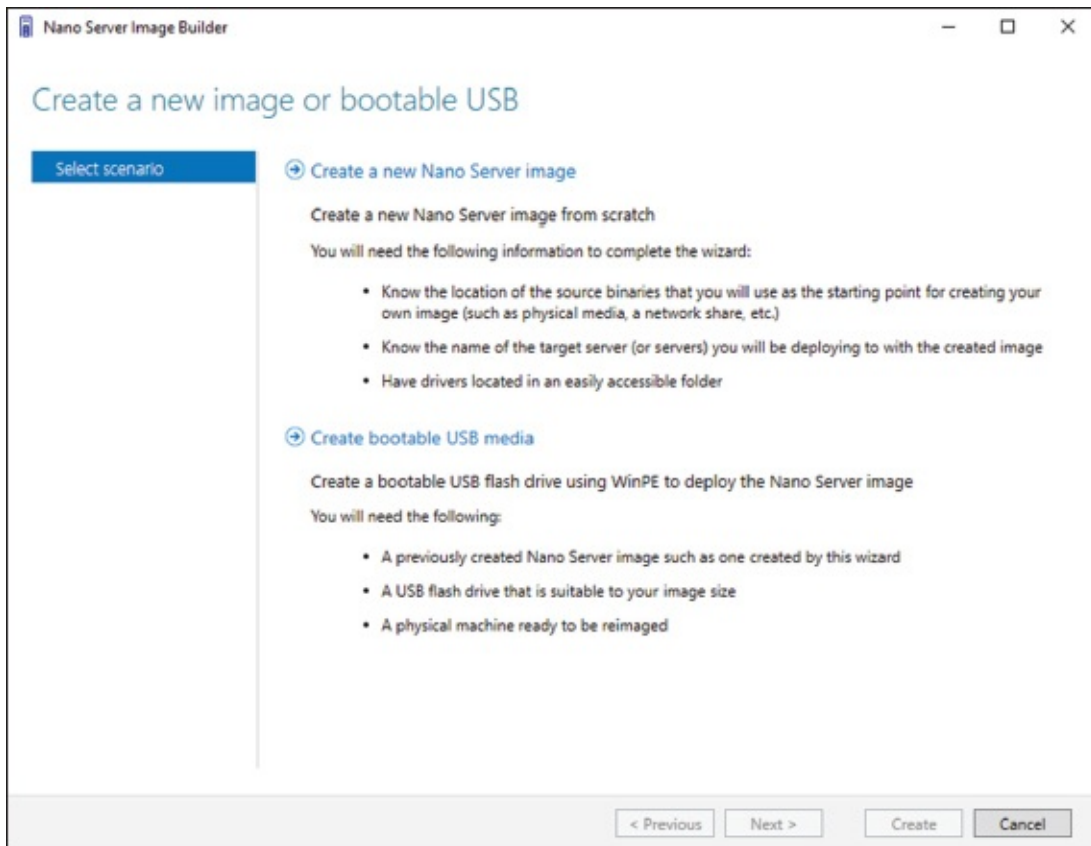 Nano Server Image Builder
Create a new image or bootable USB
Select scenario
Create a new Nano Server image
Create a new Nano Server image from scratch
You will need the following information to complete the wizard:
• Know the location of the source binaries that you will use as the starting point for creating your
own image (such as physical media, a network share, etc.)
• Know the name of the target server (or servers) you will be deploying to with the created image
• Have drivers located in an easily accessible folder
Create bootable USB media
Create a bootable USB flash drive using WinPE to deploy the Nano Server image
You will need the following:
• A previously created Nano Server image such as one created by this wizard
• A USB flash drive that is suitable to your image size
• A physical machine ready to be reimaged
< Previous
Next >
Create
Cancel